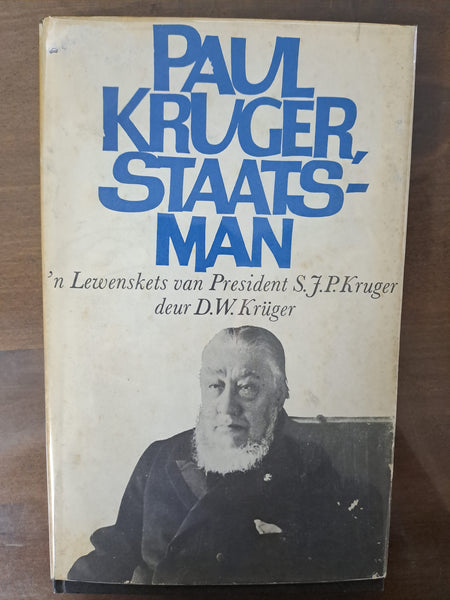 PAUL
KRUGER,
STAATS-
MAN
'n Lewenskets van President S.J.P.Kruger
deur D.W.Krüger